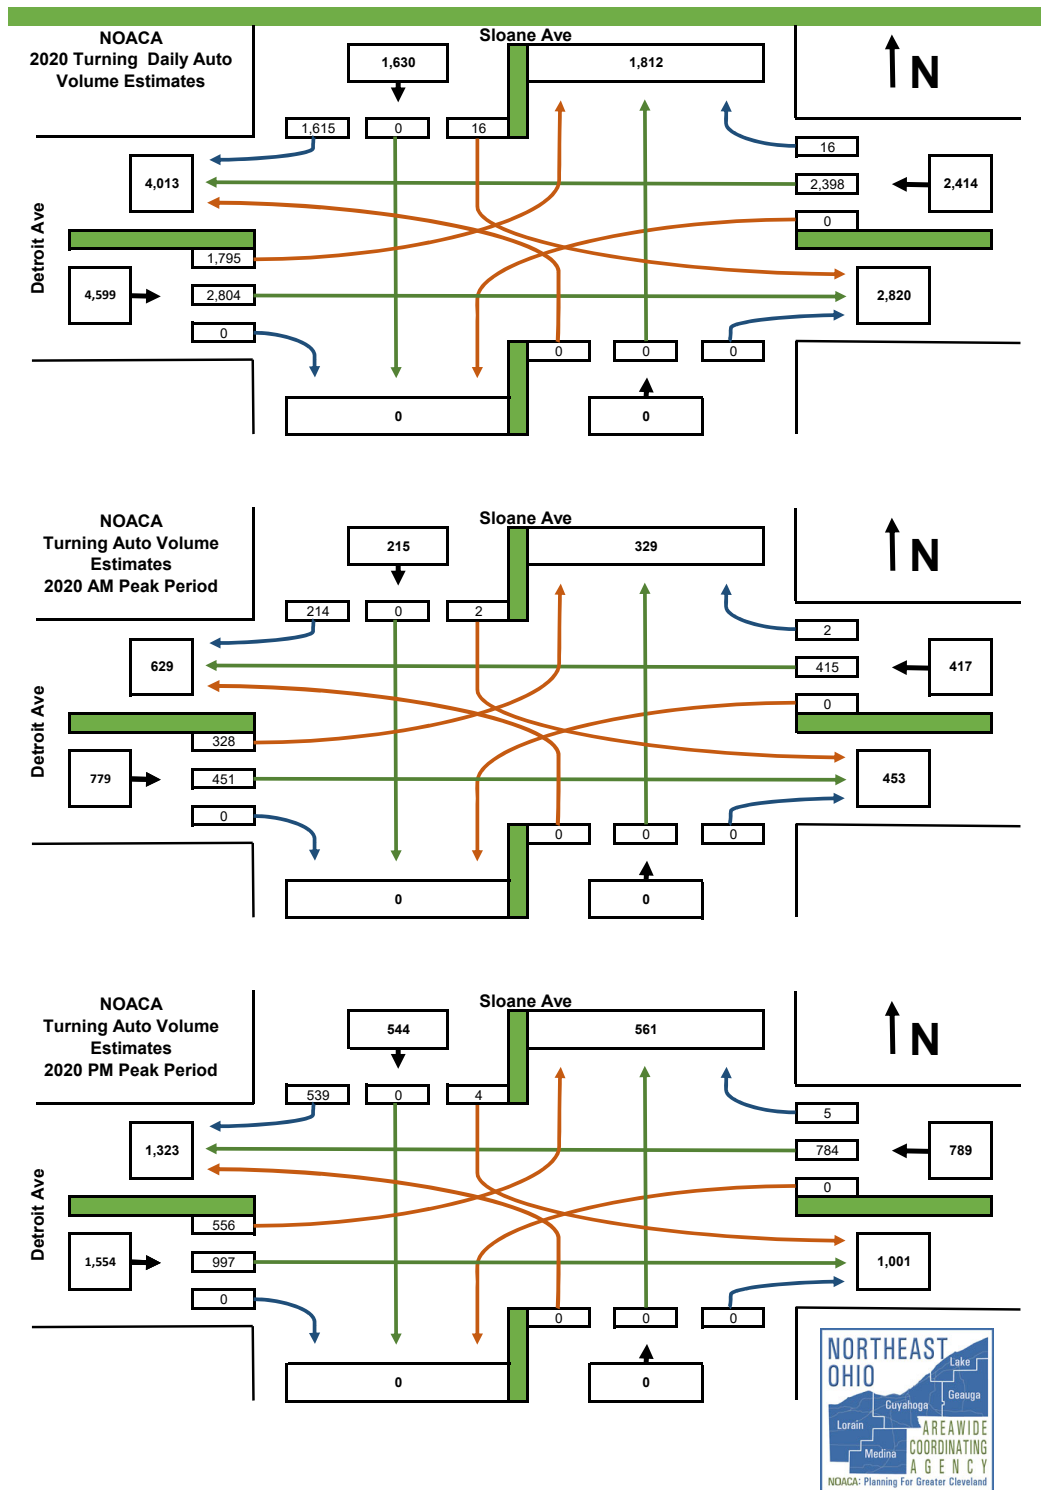 NOACA
2020 Turning Daily Auto
Volume Estimates
Sloane Ave
1,630
1,812
N
1,615
0
16
16
4,013
2,398
2,414
0
Detroit Ave
1,795
4,599
2,804
2,820
0
0
0
0
0
0
NOACA
Turning Auto Volume
Estimates
2020 AM Peak Period
Sloane Ave
215
329
N
214
0
2
2
629
415
417
0
Detroit Ave
328
779
451
453
0
0
0
0
0
0
NOACA
Turning Auto Volume
Estimates
2020 PM Peak Period
Sloane Ave
544
561
N
539
0
4
5
1,323
784
789
0
Detroit Ave
556
1,554
997
1,001
0
0
0
0
0
0
NORTHEAST
OHIO
Lake
Geauga
Cuyahoga
Lorain
Medina
AREAWIDE
COORDINATING
AGENCY
NOACA: Planning For Greater Cleveland